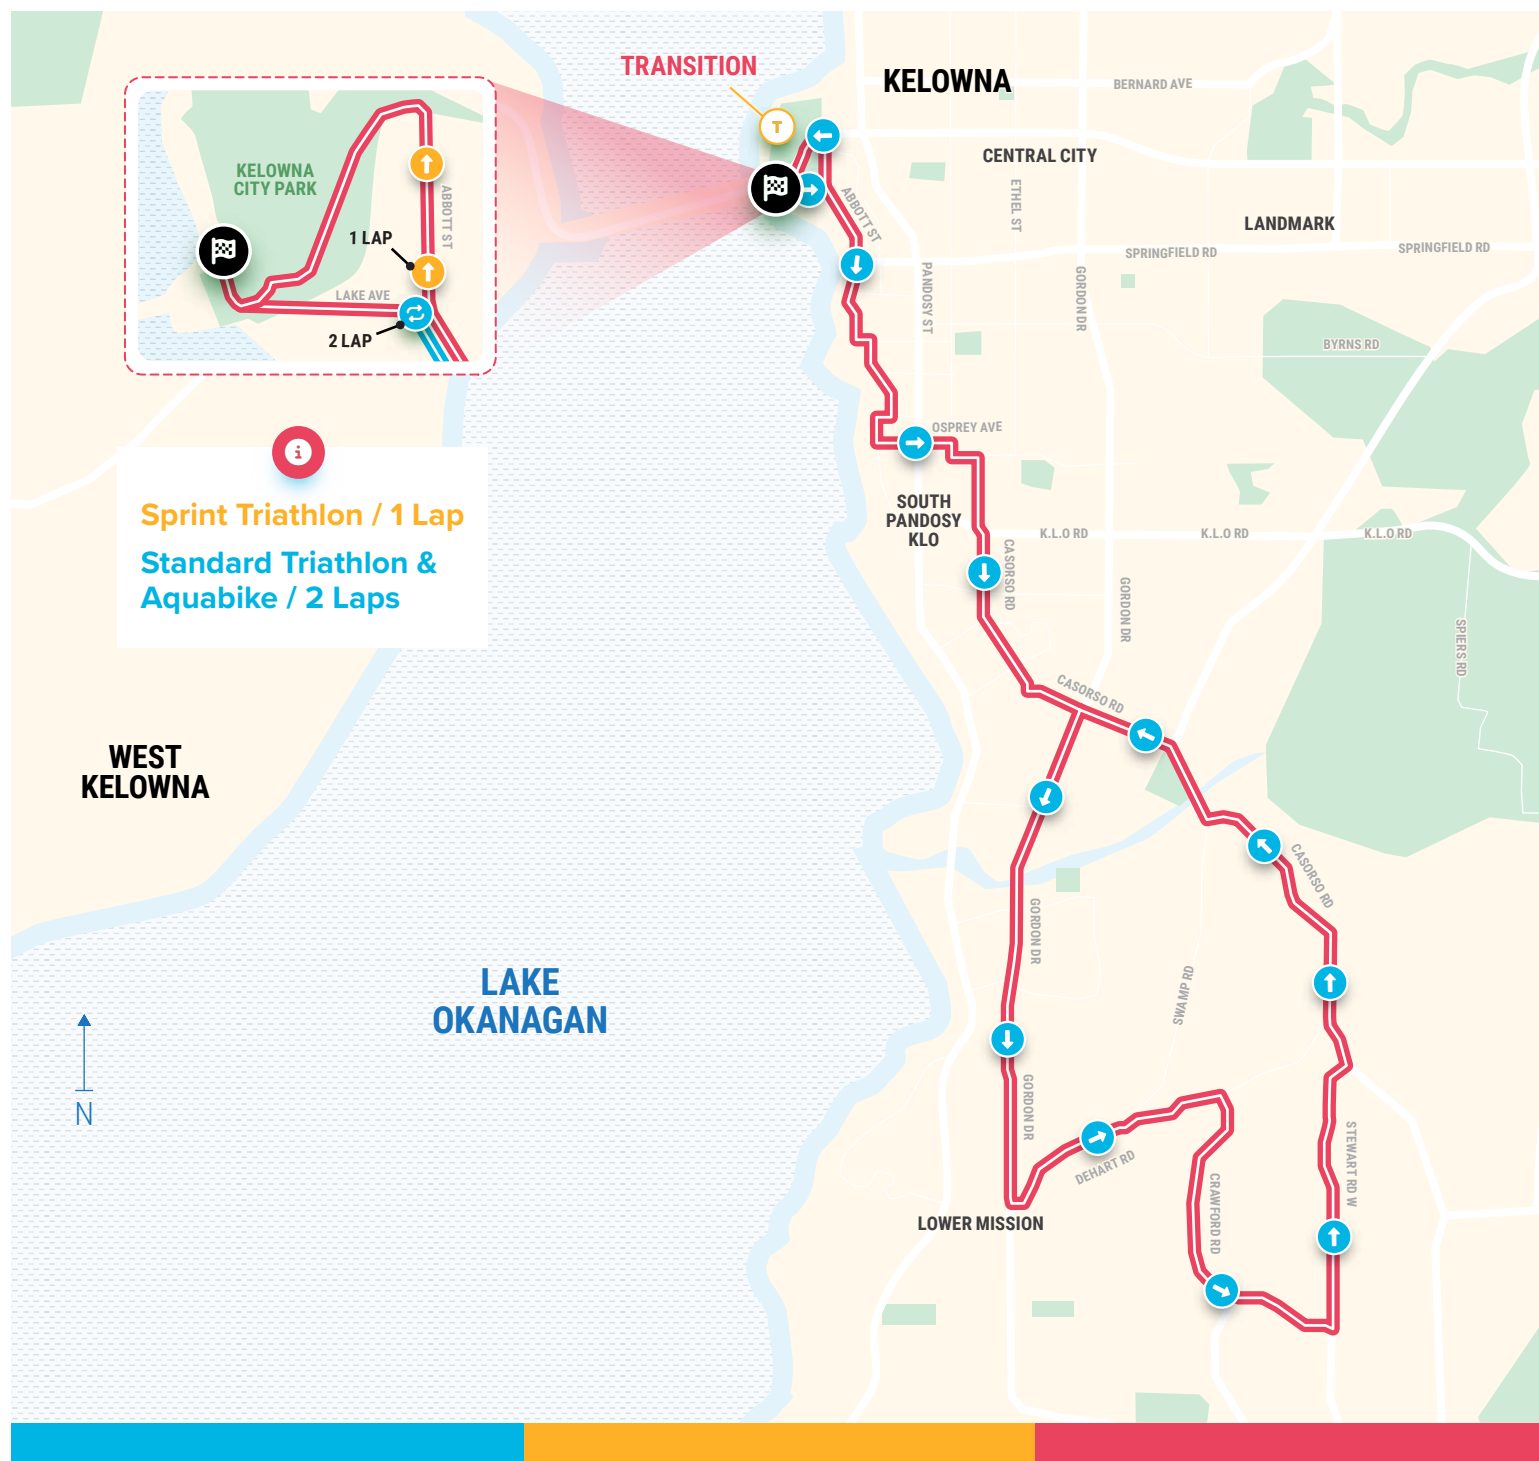 TRANSITION
KELOWNA
BERNARD AVE
T
CENTRAL CITY
KELOWNA
CITY PARK
ABBOTT ST
1 LAP
LAKE AVE
2 LAP
ABBOTT ST
ETHEL ST
LANDMARK
SPRINGFIELD RD
SPRINGFIELD RD
PANDOSY ST
GORDON DR
BYRNS RD
OSPREY AVE
i
Sprint Triathlon / 1 Lap
Standard Triathlon &
Aquabike / 2 Laps
SOUTH
PANDOSY
KLO
K.L.O RD
K.L.O RD
K.L.O RD
CASORSO RD
GORDON DR
SPIERS RD
CASORSO RD
WEST
KELOWNA
CASORSO RD
GORDON DR
SWAMP RD
LAKE
OKANAGAN
N
GORDON DR
DEHART RD
STEWART RD W
CRAWFORD RD
LOWER MISSION